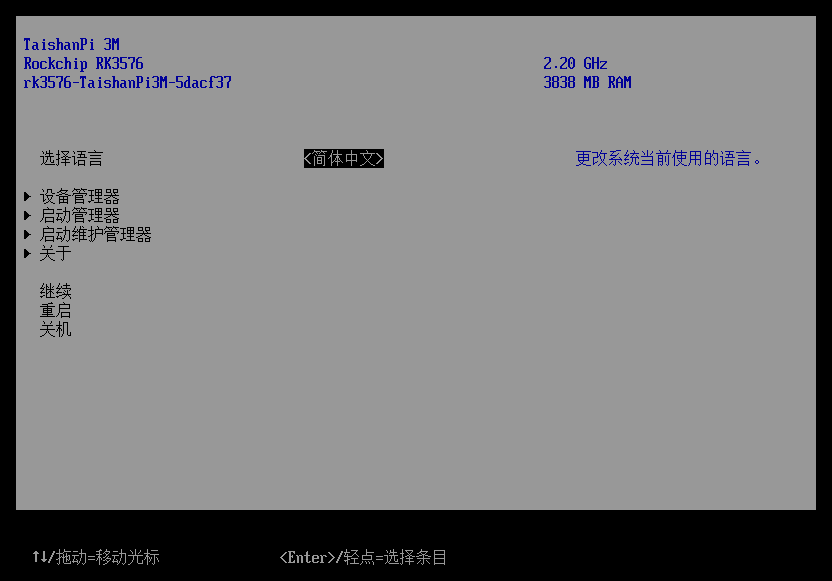 TaishanPi 3M
Rockchip RK3576 2.20 GHz
rk3576-TaishanPi3M-5dacf37 3838 MB RAM
选择语言 <简体中文> 更改系统当前使用的语言。
设备管理器
启动管理器
启动维护管理器
关于
继续
重启
关机
↑↓/拖动=移动光标 <Enter>/轻点=选择条目